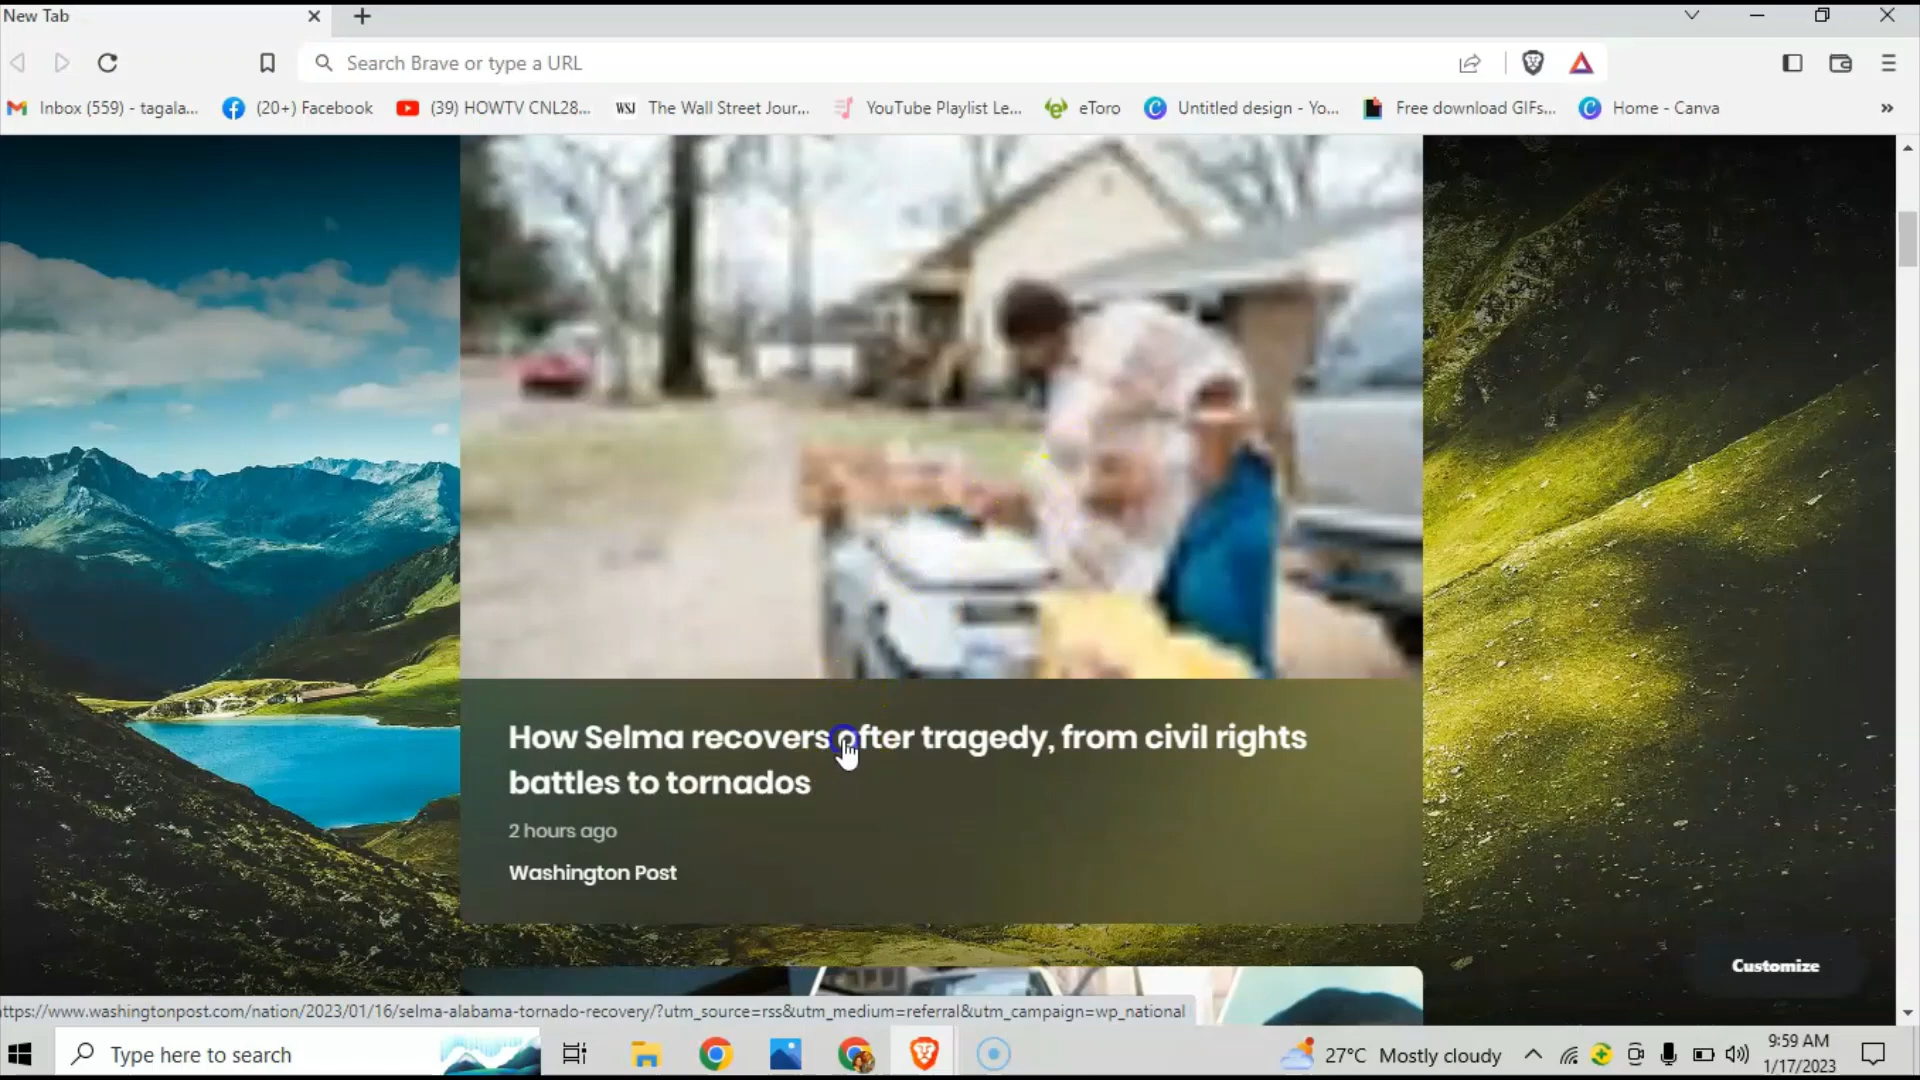 New Tab
Search Brave or type a URL
Inbox (559) - tagala...
(20+) Facebook
(39) HOWTV CNL28...
WSJ
The Wall Street Jour...
YouTube Playlist Le...
eToro
Untitled design - Yo...
Free download GIFs...
Home - Canva
How Selma recovers after tragedy, from civil rights
battles to tornados
2 hours ago
Washington Post
Customize
ttps://www.washingtonpost.com/nation/2023/01/16/selma-alabama-tornado-recovery/?utm_source=rss&utm_medium=referral&utm_campaign=wp_national
Type here to search
27°C Mostly cloudy
9:59 AM
1/17/2023